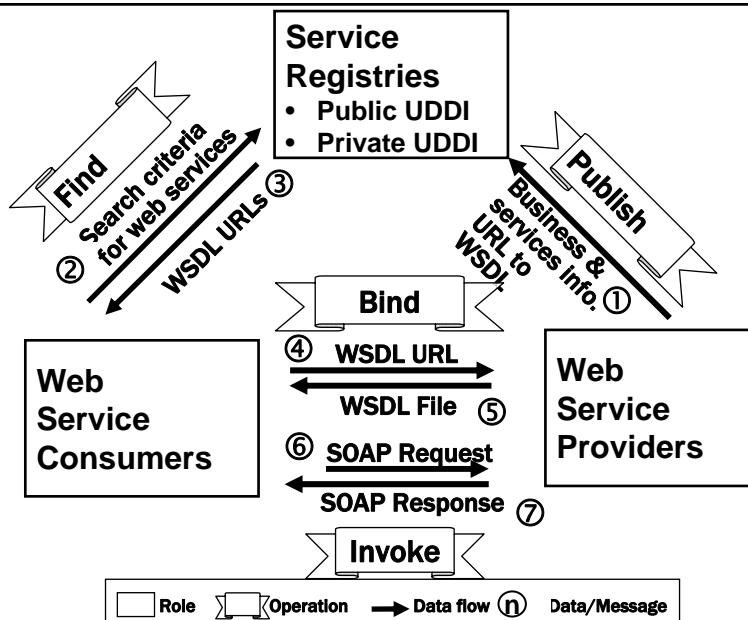 Service
Registries
• Public UDDI
• Private UDDI
Find
Search criteria
for web services
②
③
WSDL URLs
Publish
Business &
services info.
URL to
WSDL
①
Bind
④ WSDL URL
WSDL File ⑤
⑥ SOAP Request
SOAP Response ⑦
Invoke
Web
Service
Consumers
Web
Service
Providers
Role Operation Data flow ⓝ Data/Message